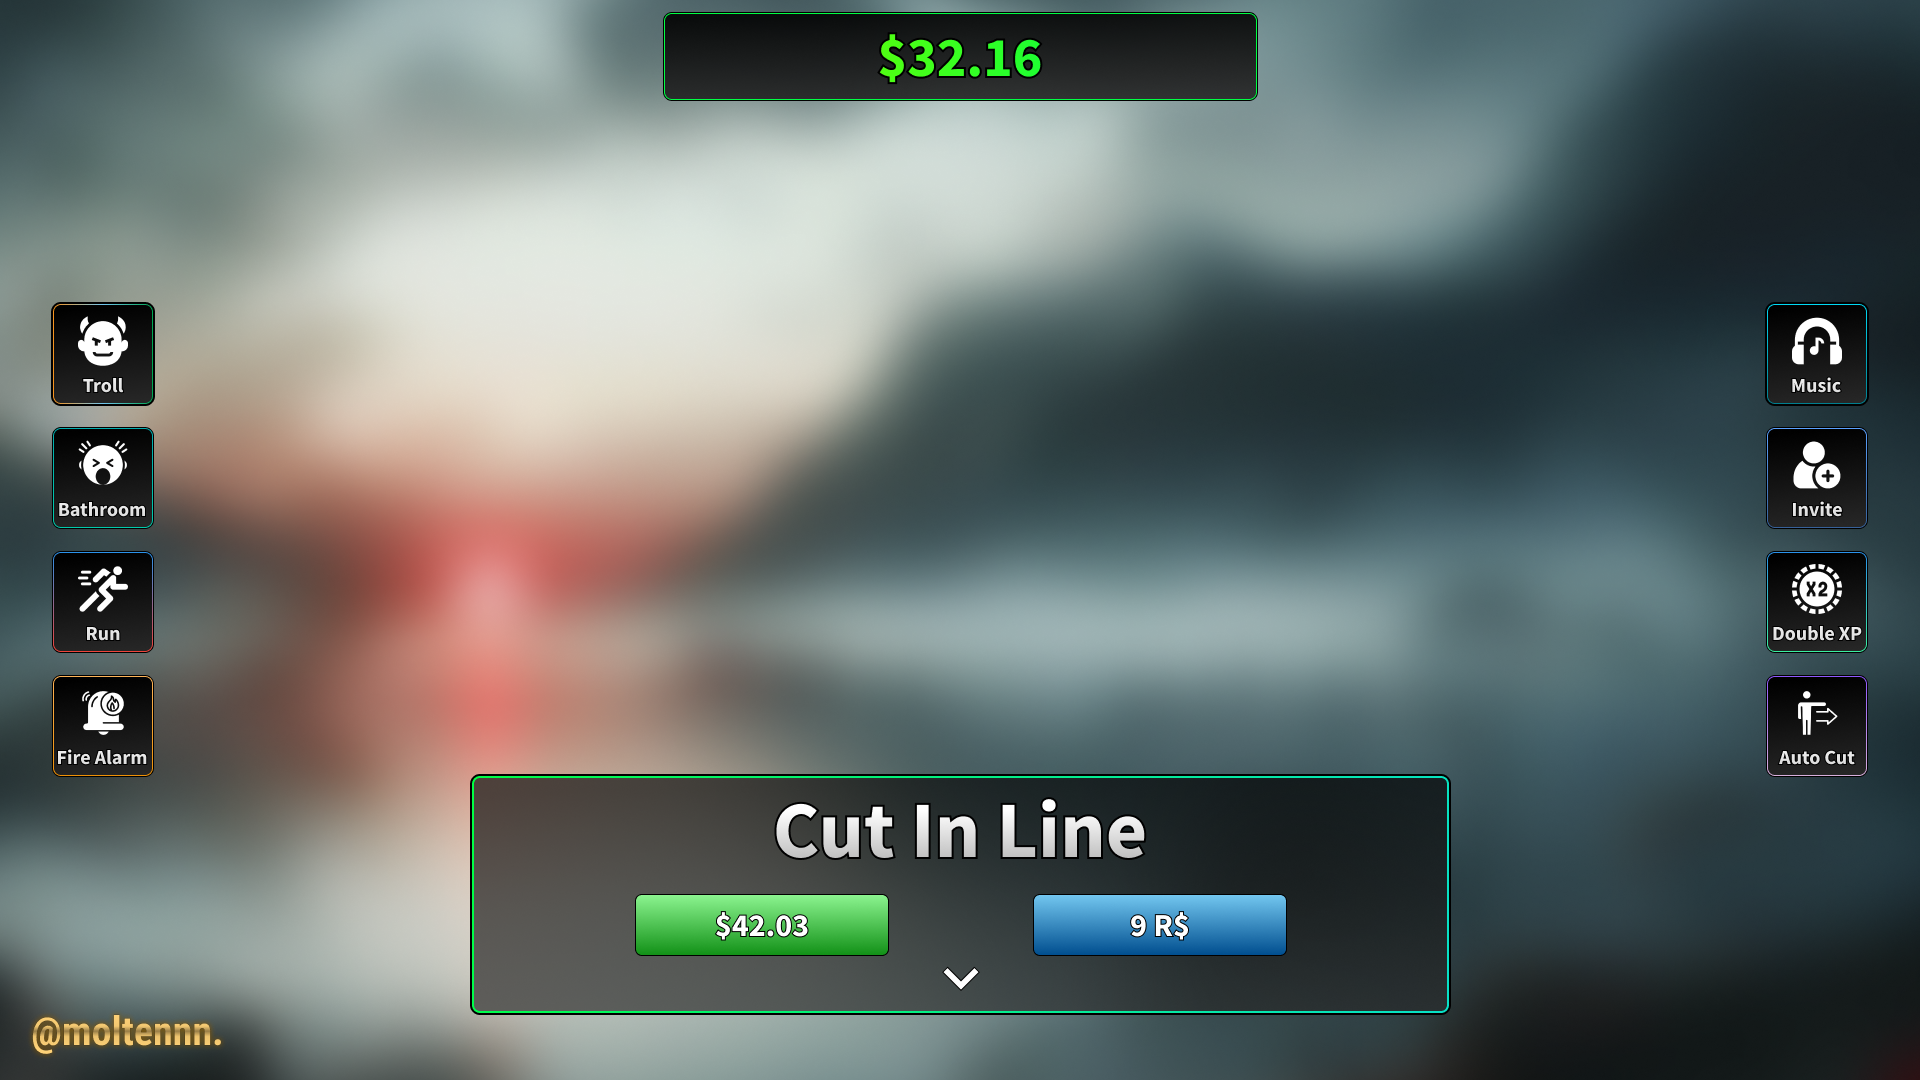 $32.16
Troll
Bathroom
Run
Fire Alarm
Music
Invite
X2
Double XP
Auto Cut
Cut In Line
$42.03
9 R$
@moltennn.